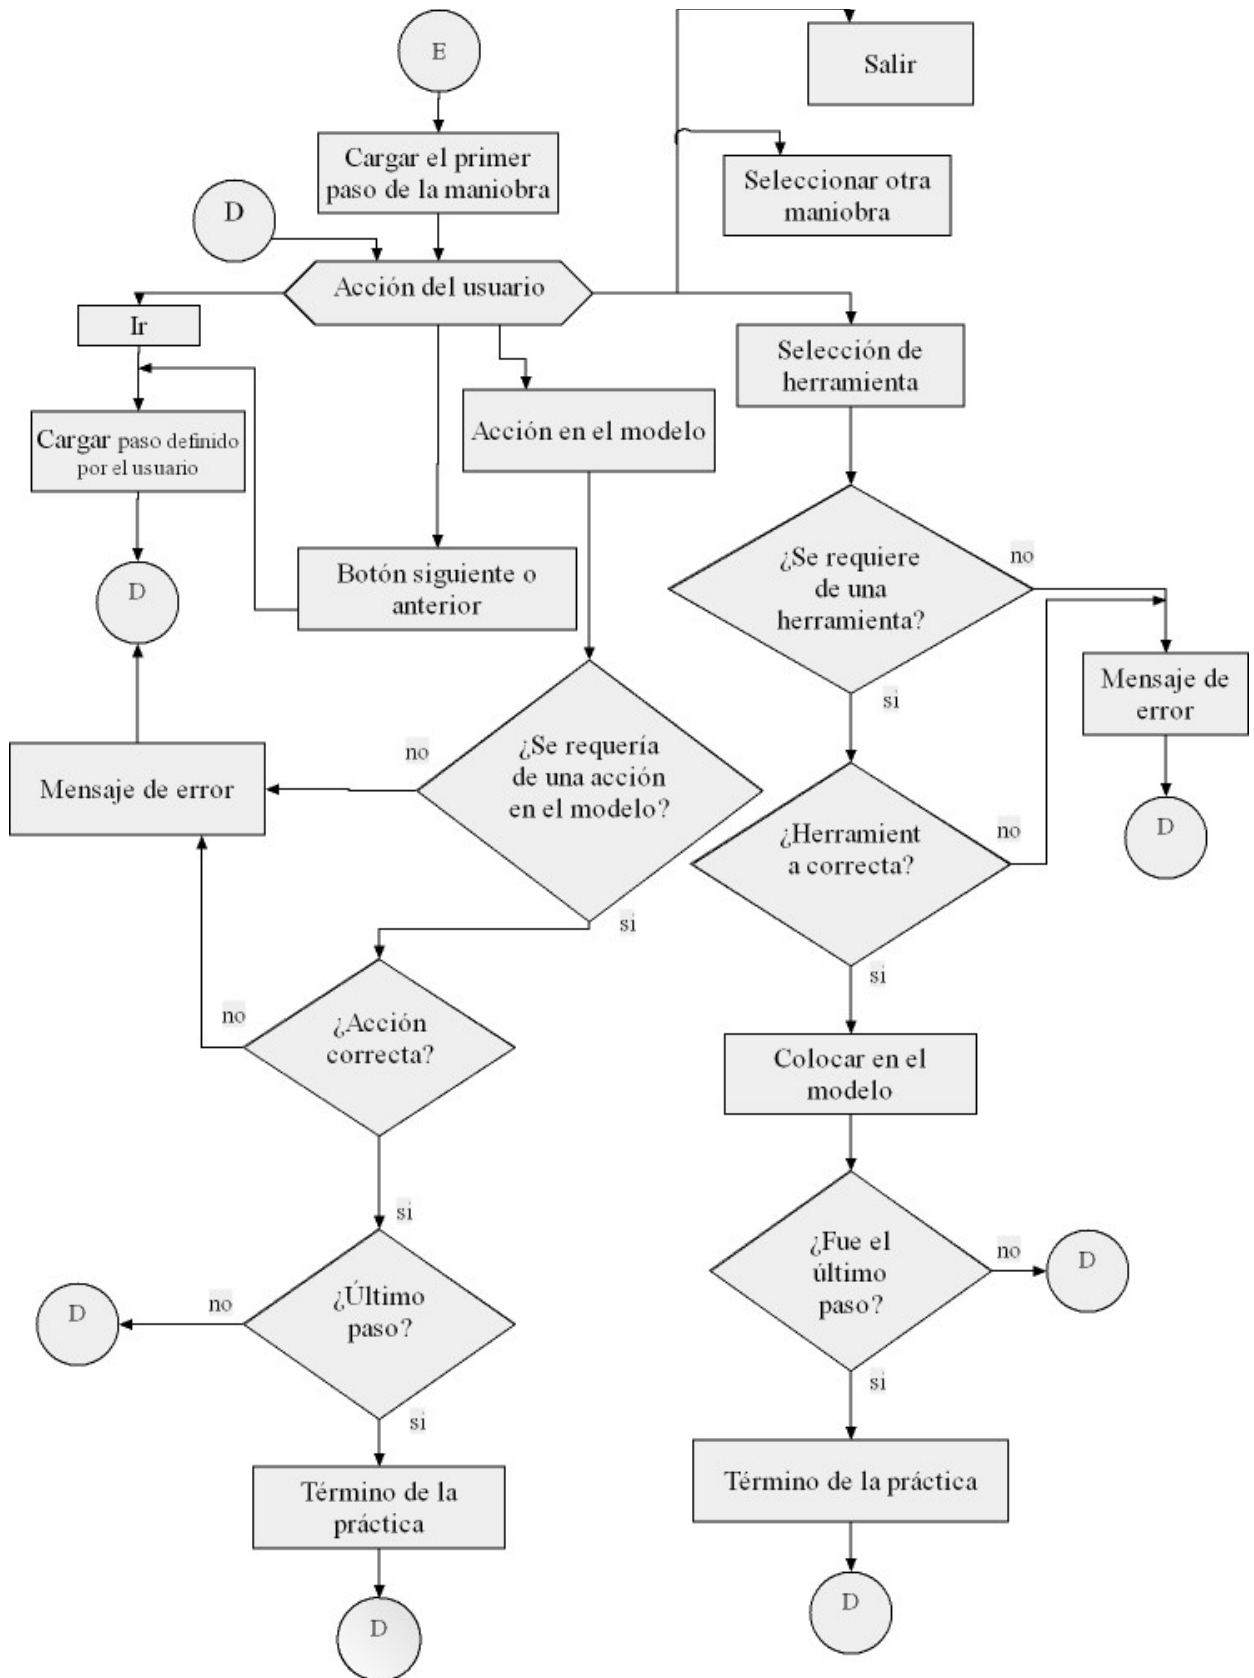 E
Salir
Cargar el primer
paso de la maniobra
Seleccionar otra
maniobra
D
Acción del usuario
Ir
Selección de
herramienta
Acción en el modelo
Cargar paso definido
por el usuario
Botón siguiente o
anterior
D
¿Se requiere
de una
herramienta?
no
si
Mensaje de
error
D
¿Se requería
de una acción
en el modelo?
no
si
Mensaje de error
¿Herramient
a correcta?
no
si
¿Acción
correcta?
no
si
Colocar en el
modelo
¿Fue el
último
paso?
no
D
si
¿Último
paso?
no
D
si
Término de la
práctica
D
Término de la práctica
D